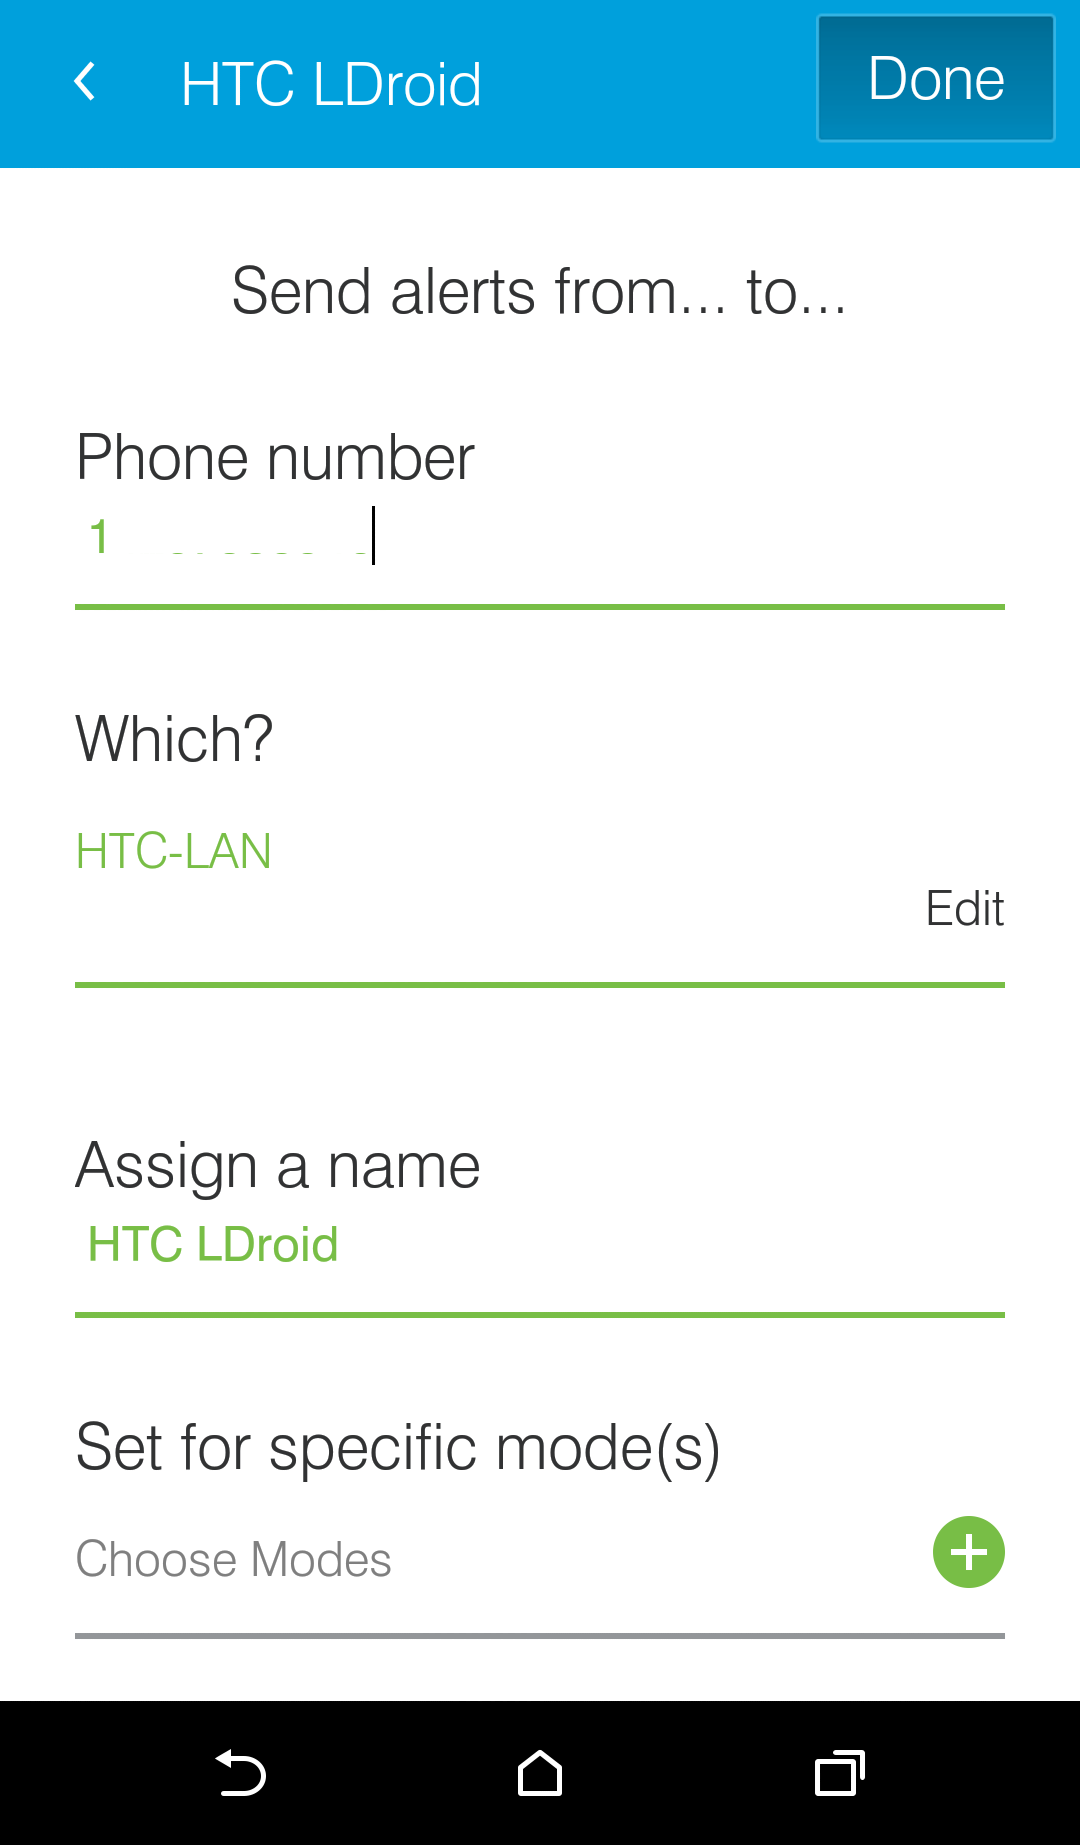 HTC LDroid
Done
Send alerts from... to...
Phone number
1
Which?
HTC-LAN
Edit
Assign a name
HTC LDroid
Set for specific mode(s)
Choose Modes